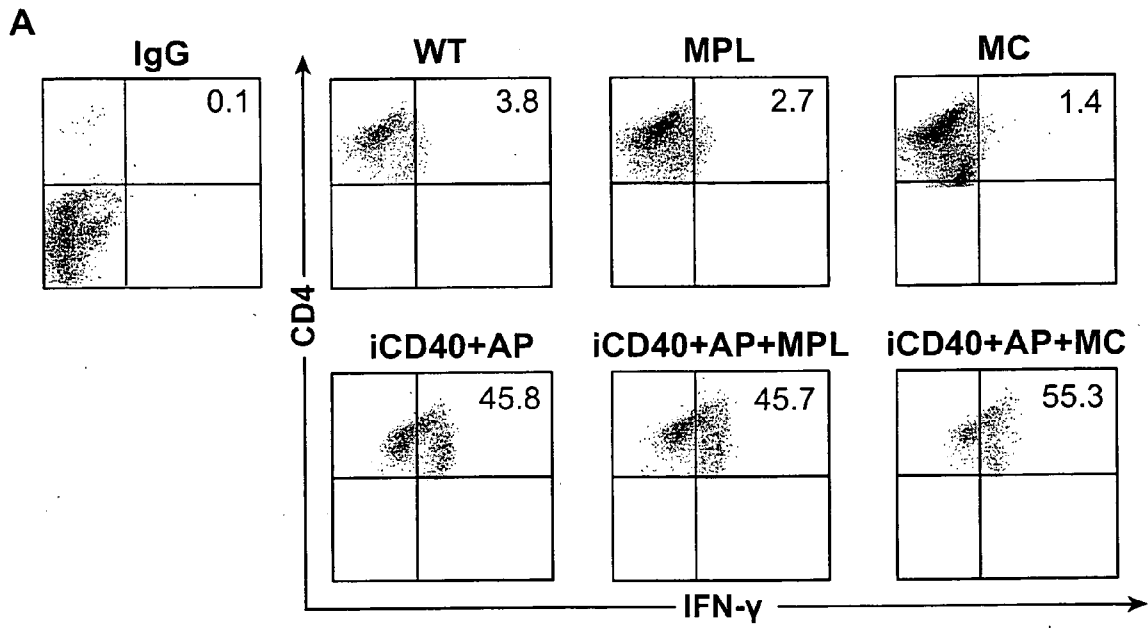 A
IgG
WT
MPL
MC
0.1
3.8
2.7
1.4
CD4
iCD40+AP
iCD40+AP+MPL
iCD40+AP+MC
45.8
45.7
55.3
IFN-γ